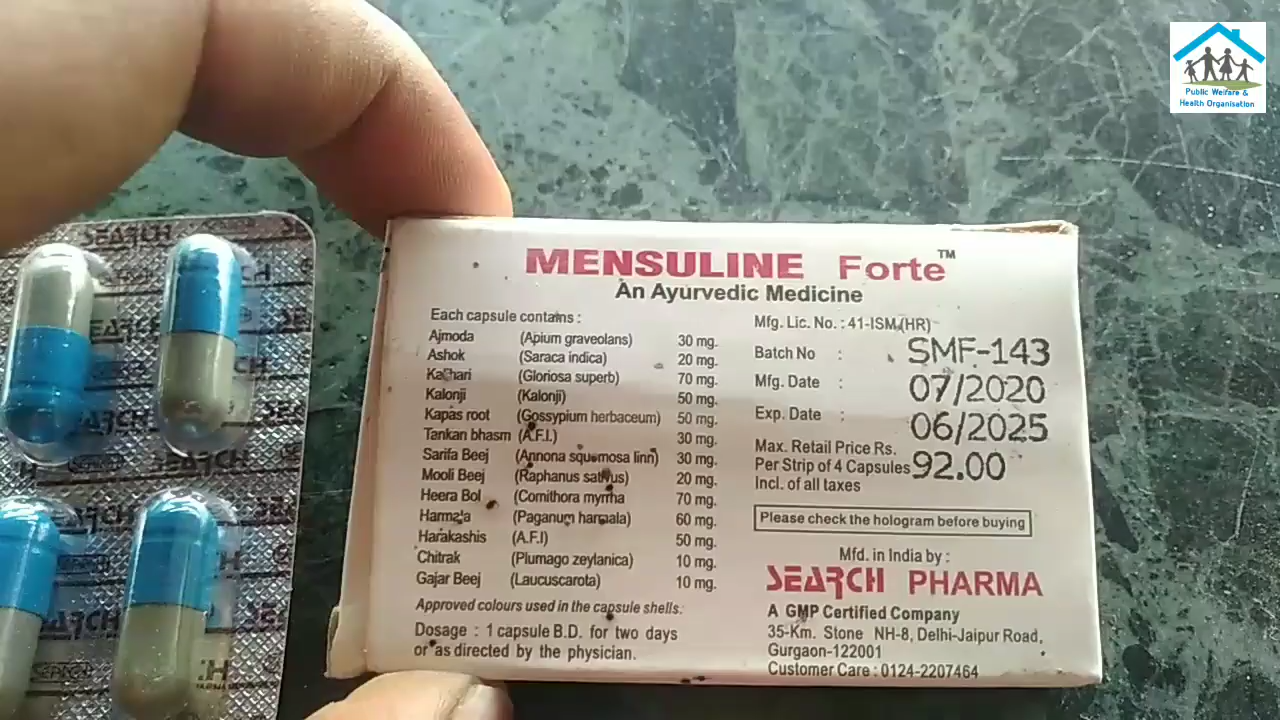 Public Welfare &
Health Organisation
MENSULINE Forte™
An Ayurvedic Medicine
Each capsule contains :
Ajmoda (Apium graveolans) 30 mg.
Ashok (Saraca indica) 20 mg.
Kalhari (Gloriosa superb) 70 mg.
Kalonji (Kalonji) 50 mg.
Kapas root (Gossypium herbaceum) 50 mg.
Tankan bhasm (A.F.I.) 30 mg.
Sarifa Beej (Annona squmosa linn) 30 mg.
Mooli Beej (Raphanus sativus) 20 mg.
Heera Bol (Comithora myrrha 70 mg.
Harmala (Paganum harmala) 60 mg.
Harakashis (A.F.I) 50 mg.
Chitrak (Plumago zeylanica) 10 mg.
Gajar Beej (Laucuscarota) 10 mg.
Approved colours used in the capsule shells.
Dosage : 1 capsule B.D. for two days
or as directed by the physician.
Mfg. Lic. No. : 41-ISM(HR)
Batch No : SMF-143
Mfg. Date : 07/2020
Exp. Date : 06/2025
Max. Retail Price Rs.
Per Strip of 4 Capsules 92.00
Incl. of all taxes
Please check the hologram before buying
Mfd. in India by :
SEARCH PHARMA
A GMP Certified Company
35-Km. Stone NH-8, Delhi-Jaipur Road,
Gurgaon-122001
Customer Care : 0124-2207464
SEARCH
SEARCH
SEARCH